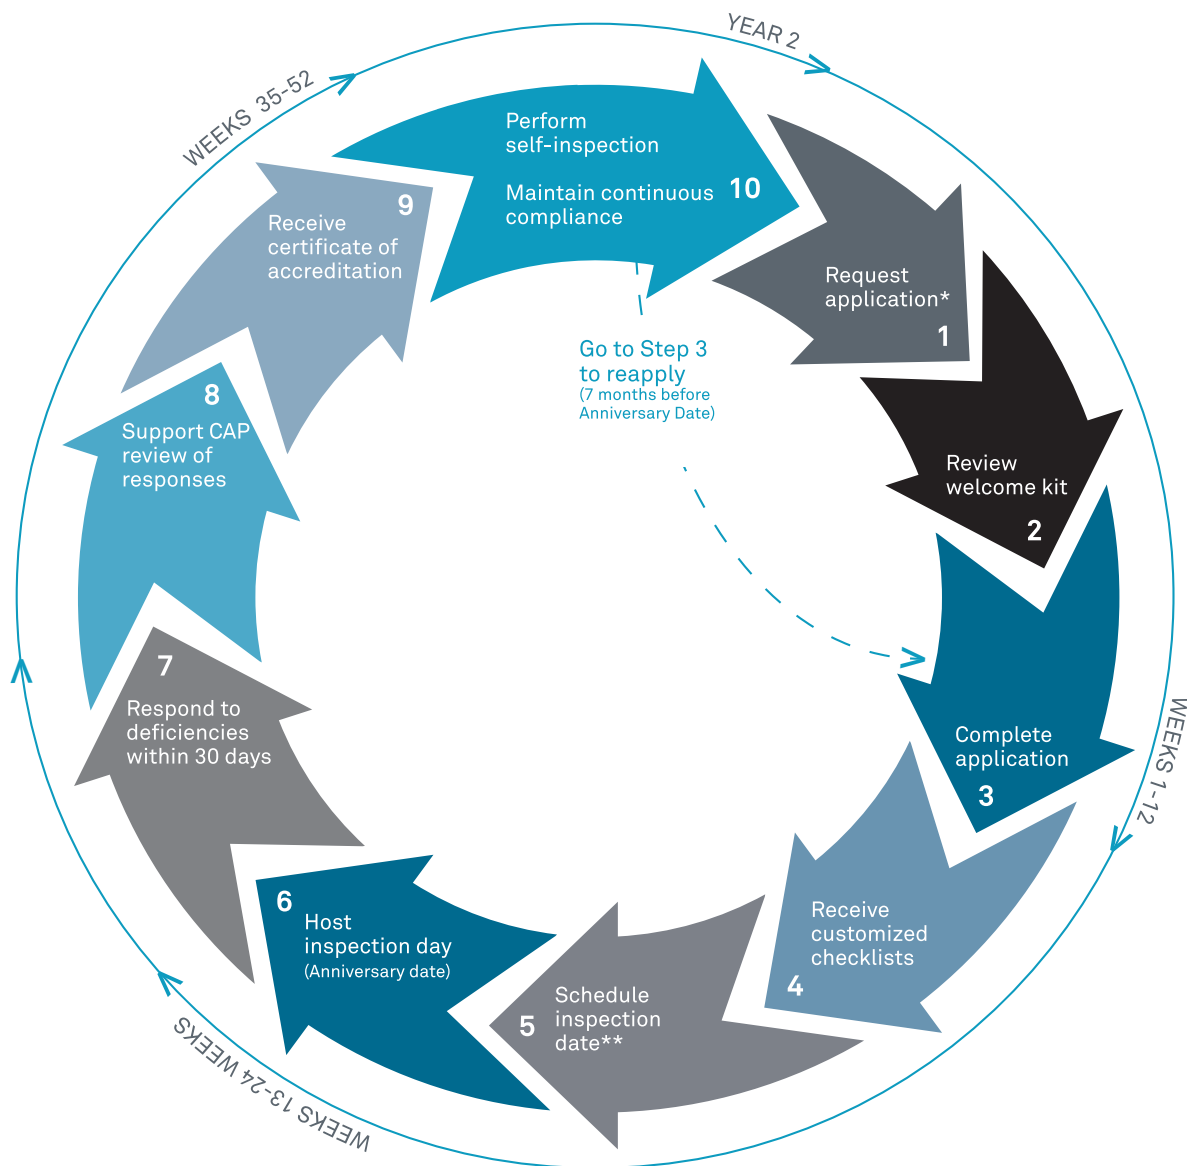 YEAR 2
WEEKS 35-52
Perform
self-inspection
Maintain continuous
compliance
10
Request
application*
1
Review
welcome kit
2
Complete
application
3
WEEKS 1-12
Receive
customized
checklists
4
Schedule
inspection
date**
5
Host
inspection day
(Anniversary date)
6
WEEKS 13-24 WEEKS
7
Respond to
deficiencies
within 30 days
8
Support CAP
review of
responses
9
Receive
certificate of
accreditation
Go to Step 3
to reapply
(7 months before
Anniversary Date)